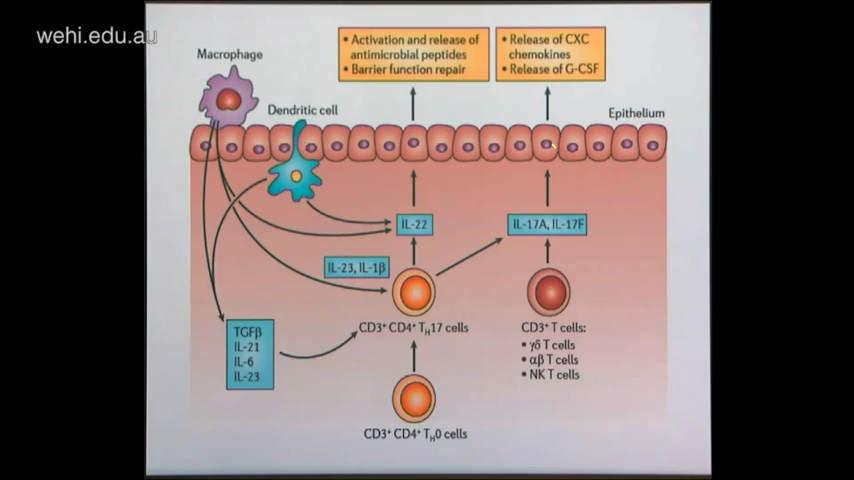 wehi.edu.au
• Activation and release of
antimicrobial peptides
• Barrier function repair
• Release of CXC
chemokines
• Release of G-CSF
Macrophage
Dendritic cell
Epithelium
IL-22
IL-17A, IL-17F
IL-23, IL-1β
CD3⁺ CD4⁺ TH17 cells
CD3⁺ T cells:
• γδ T cells
• αβ T cells
• NK T cells
TGFβ
IL-21
IL-6
IL-23
CD3⁺ CD4⁺ TH0 cells